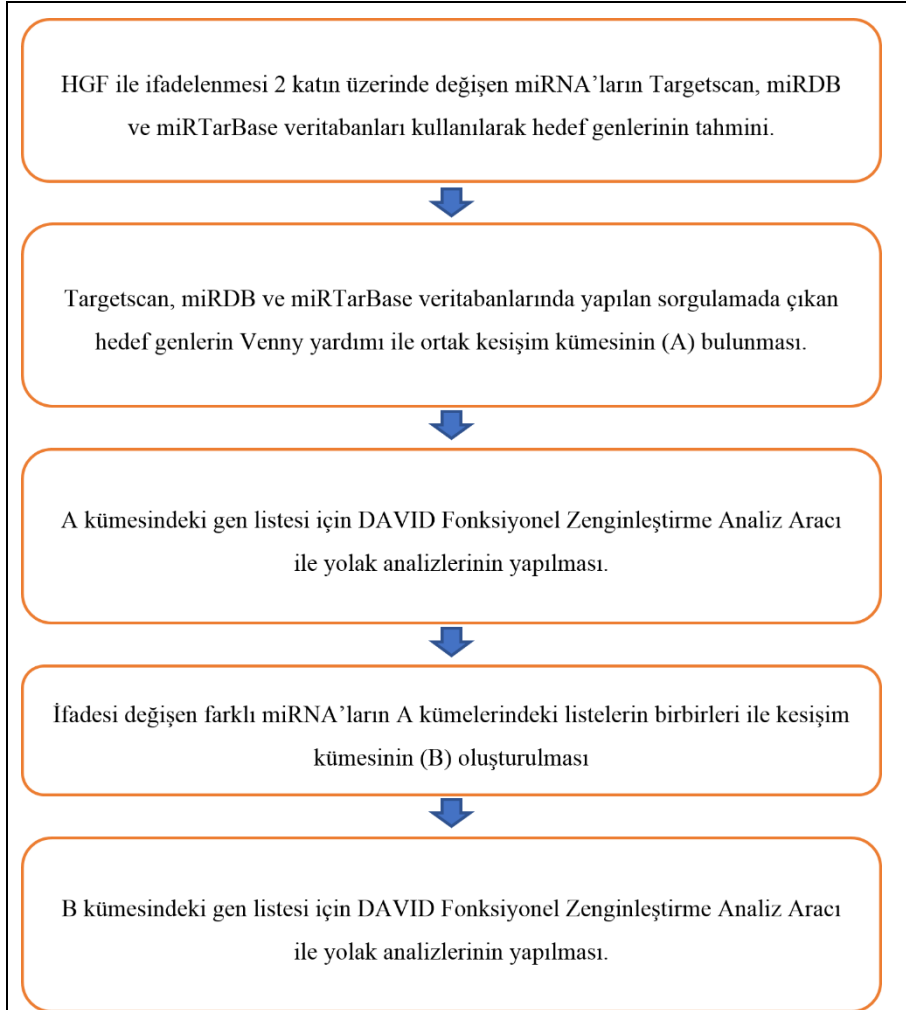 HGF ile ifadelenmesi 2 katın üzerinde değişen miRNA’ların Targetscan, miRDB
ve miRTarBase veritabanları kullanılarak hedef genlerinin tahmini.
Targetscan, miRDB ve miRTarBase veritabanlarında yapılan sorgulamada çıkan
hedef genlerin Venny yardımı ile ortak kesişim kümesinin (A) bulunması.
A kümesindeki gen listesi için DAVID Fonksiyonel Zenginleştirme Analiz Aracı
ile yolak analizlerinin yapılması.
İfadesi değişen farklı miRNA’ların A kümelerindeki listelerin birbirleri ile kesişim
kümesinin (B) oluşturulması
B kümesindeki gen listesi için DAVID Fonksiyonel Zenginleştirme Analiz Aracı
ile yolak analizlerinin yapılması.